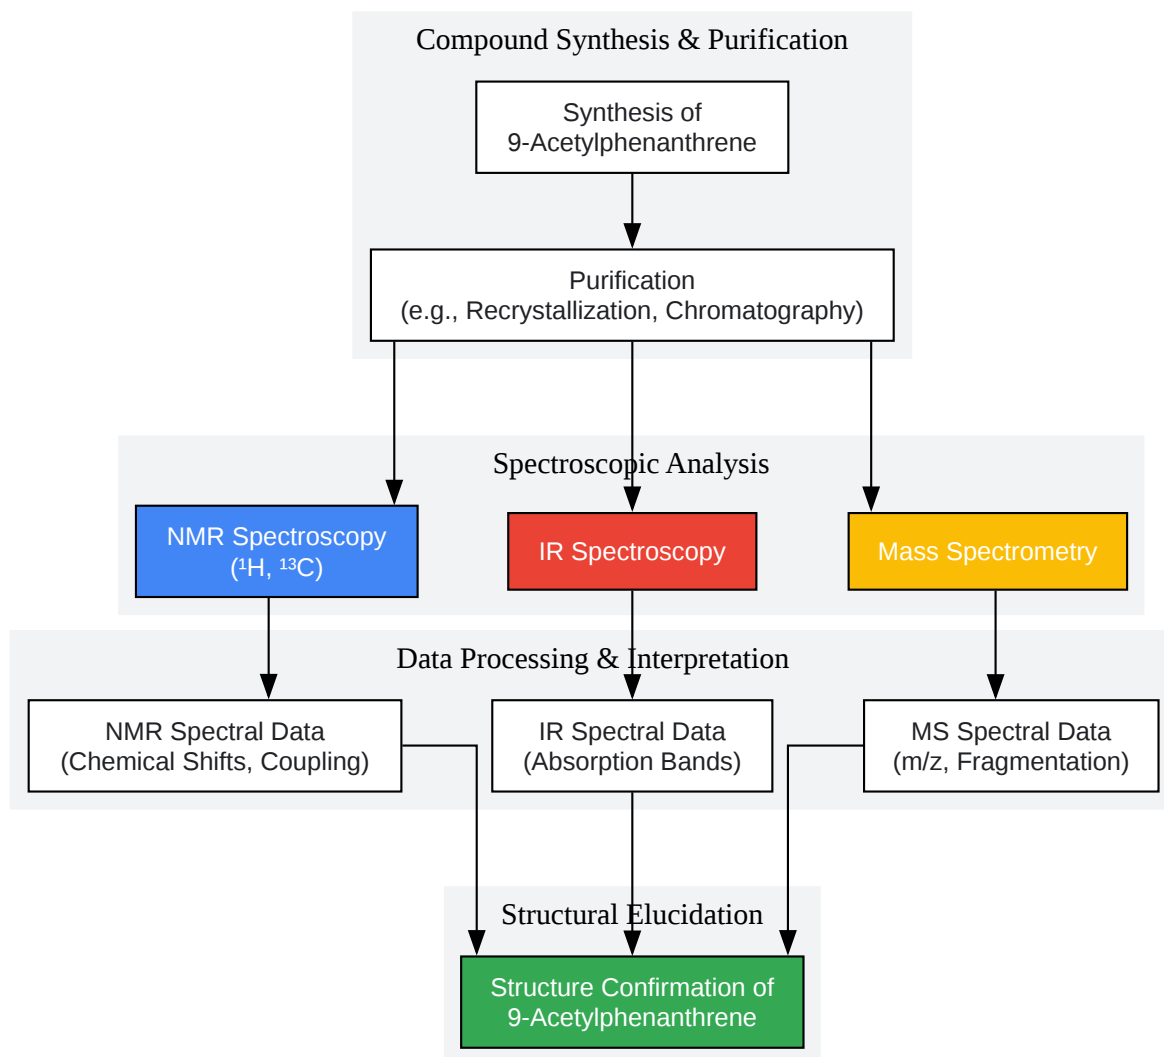 Compound Synthesis & Purification
Synthesis of
9-Acetylphenanthrene
Purification
(e.g., Recrystallization, Chromatography)
Spectroscopic Analysis
NMR Spectroscopy
(¹H, ¹³C)
IR Spectroscopy
Mass Spectrometry
Data Processing & Interpretation
NMR Spectral Data
(Chemical Shifts, Coupling)
IR Spectral Data
(Absorption Bands)
MS Spectral Data
(m/z, Fragmentation)
Structural Elucidation
Structure Confirmation of
9-Acetylphenanthrene